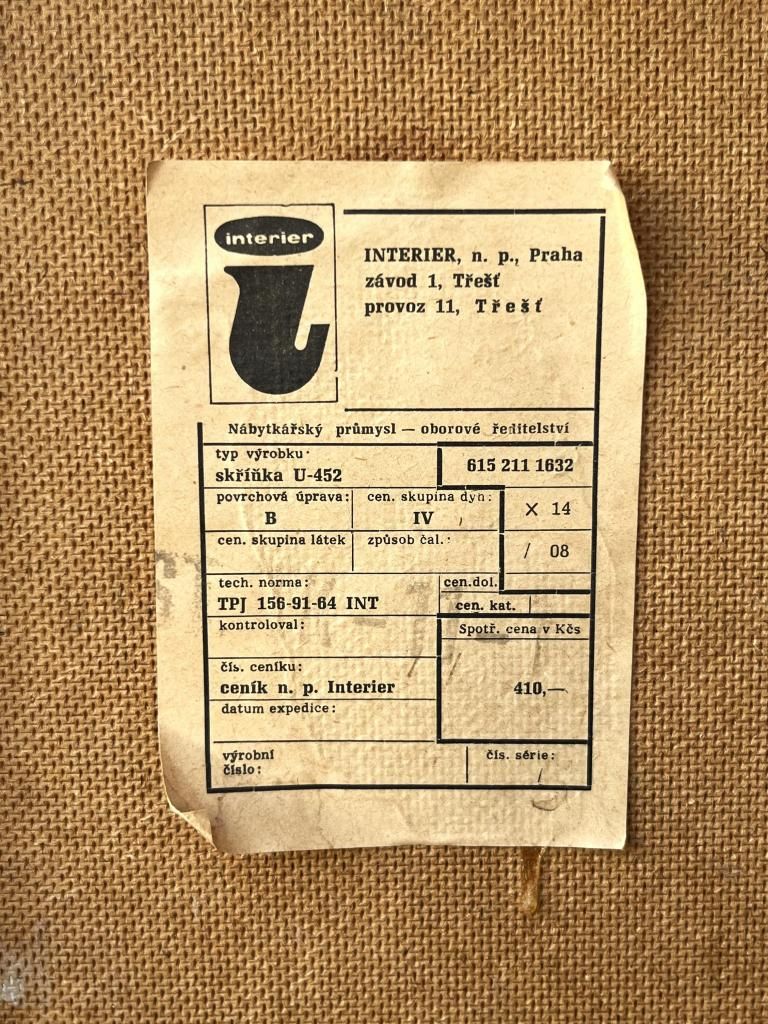 interier
INTERIER, n. p., Praha
závod 1, Třešť
provoz 11, Třešť
Nábytkářský průmysl — oborové ředitelství
typ výrobku:
skříňka U-452
615 211 1632
povrchová úprava:
B
cen. skupina dýh:
IV
X 14
cen. skupina látek
způsob čal.:
/ 08
tech. norma:
TPJ 156-91-64 INT
cen.dol.
cen. kat.
kontroloval:
Spotř. cena v Kčs
čís. ceníku:
ceník n. p. Interier
410,—
datum expedice:
výrobní
číslo:
čís. série: